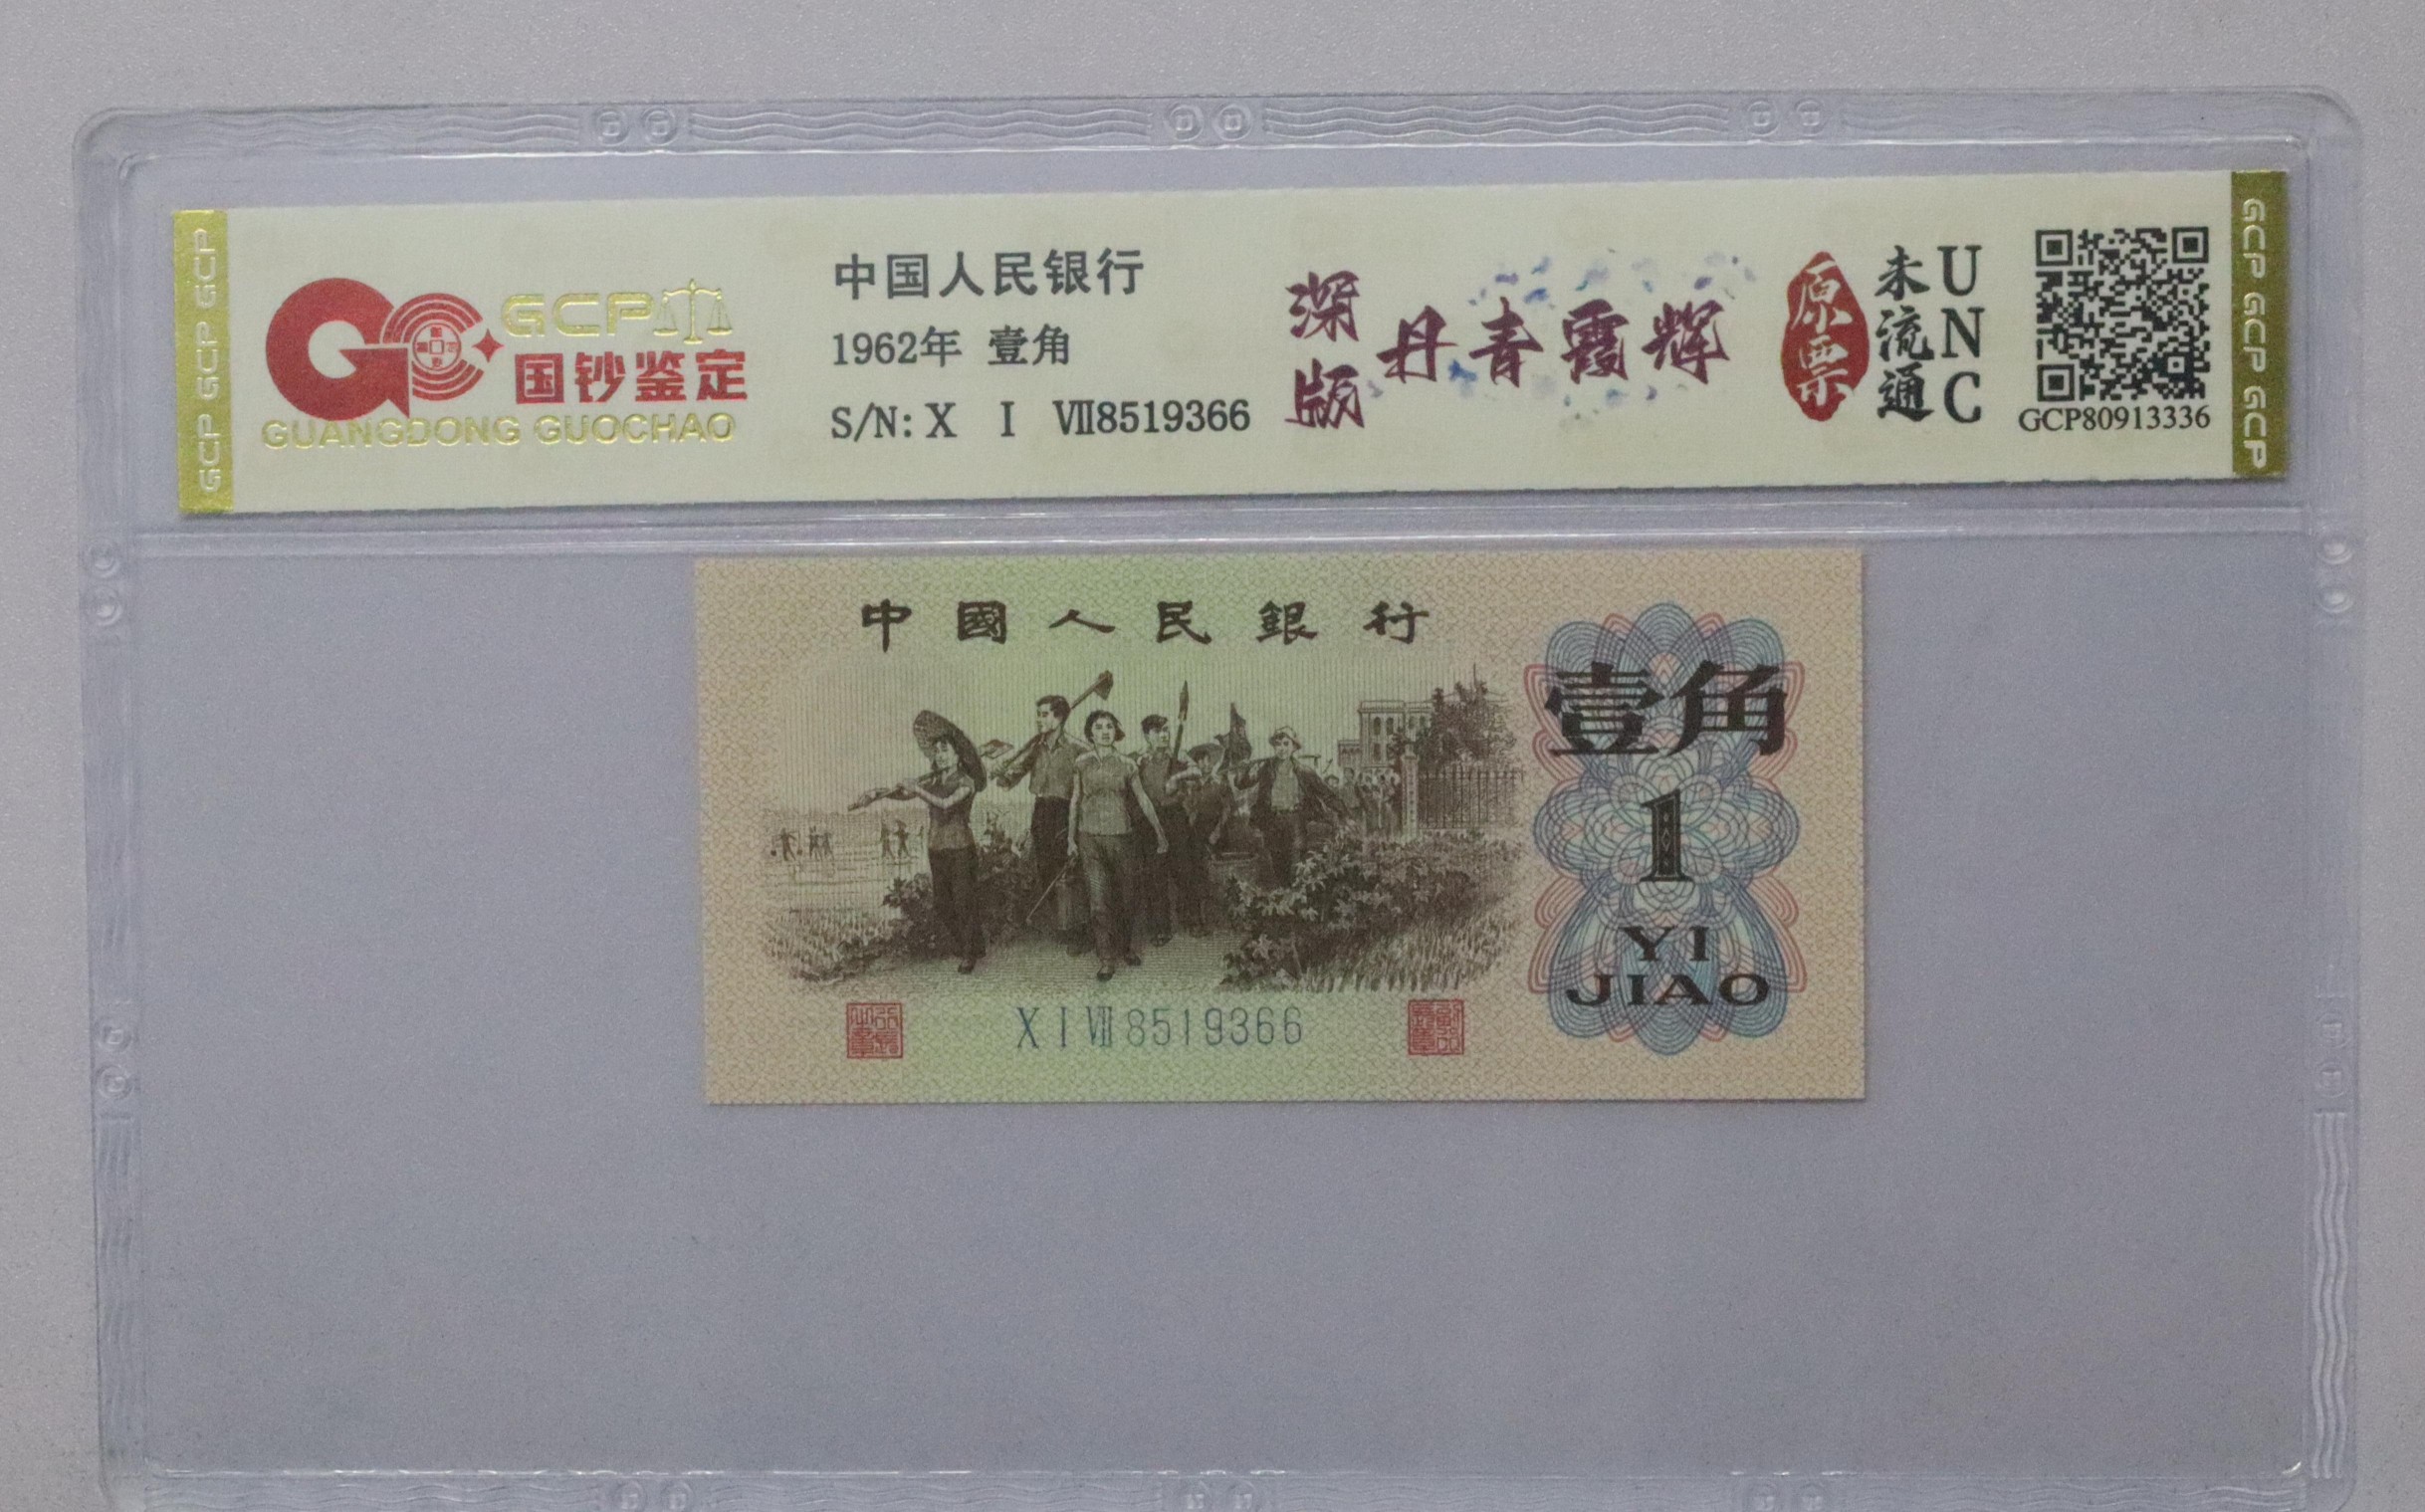 GCP GCP GCP
GCP
国钞鉴定
GUANGDONG GUOCHAO
中国人民银行
1962年 壹角
S/N: X I Ⅷ8519366
深版
丹青霞辉
原票
未流通
UNC
GCP80913336
GCP GCP GCP
中國人民銀行
壹角
1
YI
JIAO
X I Ⅷ 8519366